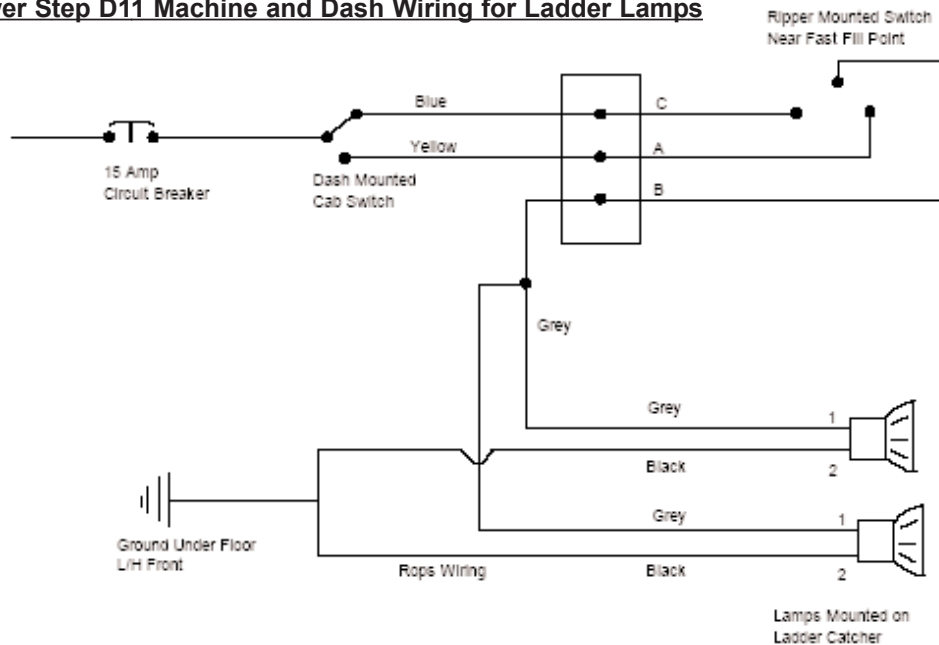 Step D11 Machine and Dash Wiring for Ladder Lamps
Ripper Mounted Switch
Near Fast Fill Point
Blue
C
Yellow
A
15 Amp
Circuit Breaker
Dash Mounted
Cab Switch
B
Grey
Grey
1
Black
2
Grey
1
Ground Under Floor
L/H Front
Rops Wiring
Black
2
Lamps Mounted on
Ladder Catcher